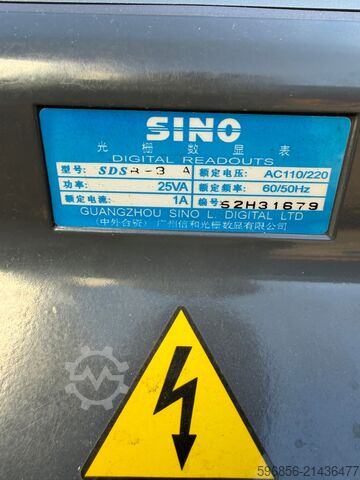 SINO
光栅数显表
DIGITAL READOUTS
型号: SDS -3 A 额定电压: AC110/220
功率: 25VA 额定频率: 60/50Hz
额定电流: 1A 编号 S2H31679
GUANGZHOU SINO L. DIGITAL LTD
(中外合资) 广州信和光栅数显有限公司
596856-21436477